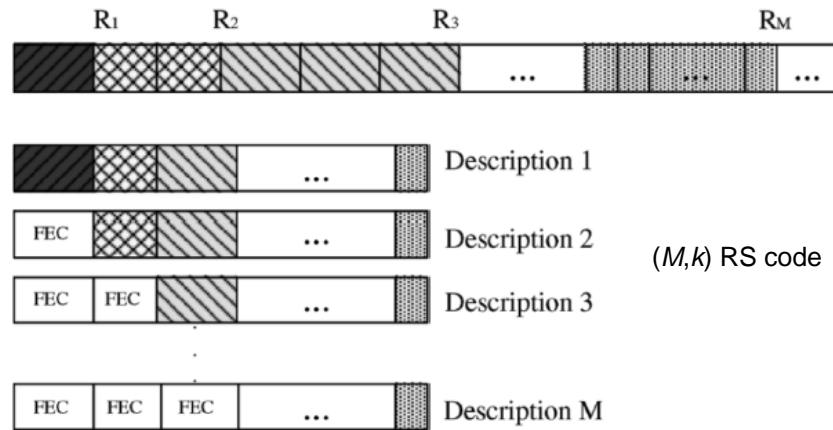 R1 R2 R3 RM
... ... ...
... Description 1
FEC ... Description 2
(M,k) RS code
FEC FEC ... Description 3
FEC FEC FEC ... Description M